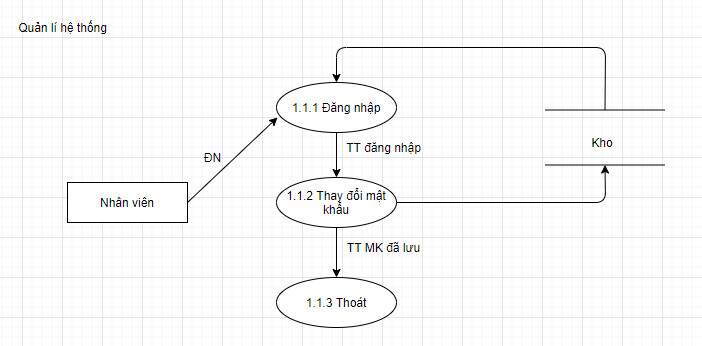 Quản lí hệ thống
1.1.1 Đăng nhập
Kho
TT đăng nhập
ĐN
Nhân viên
1.1.2 Thay đổi mật
khẩu
TT MK đã lưu
1.1.3 Thoát